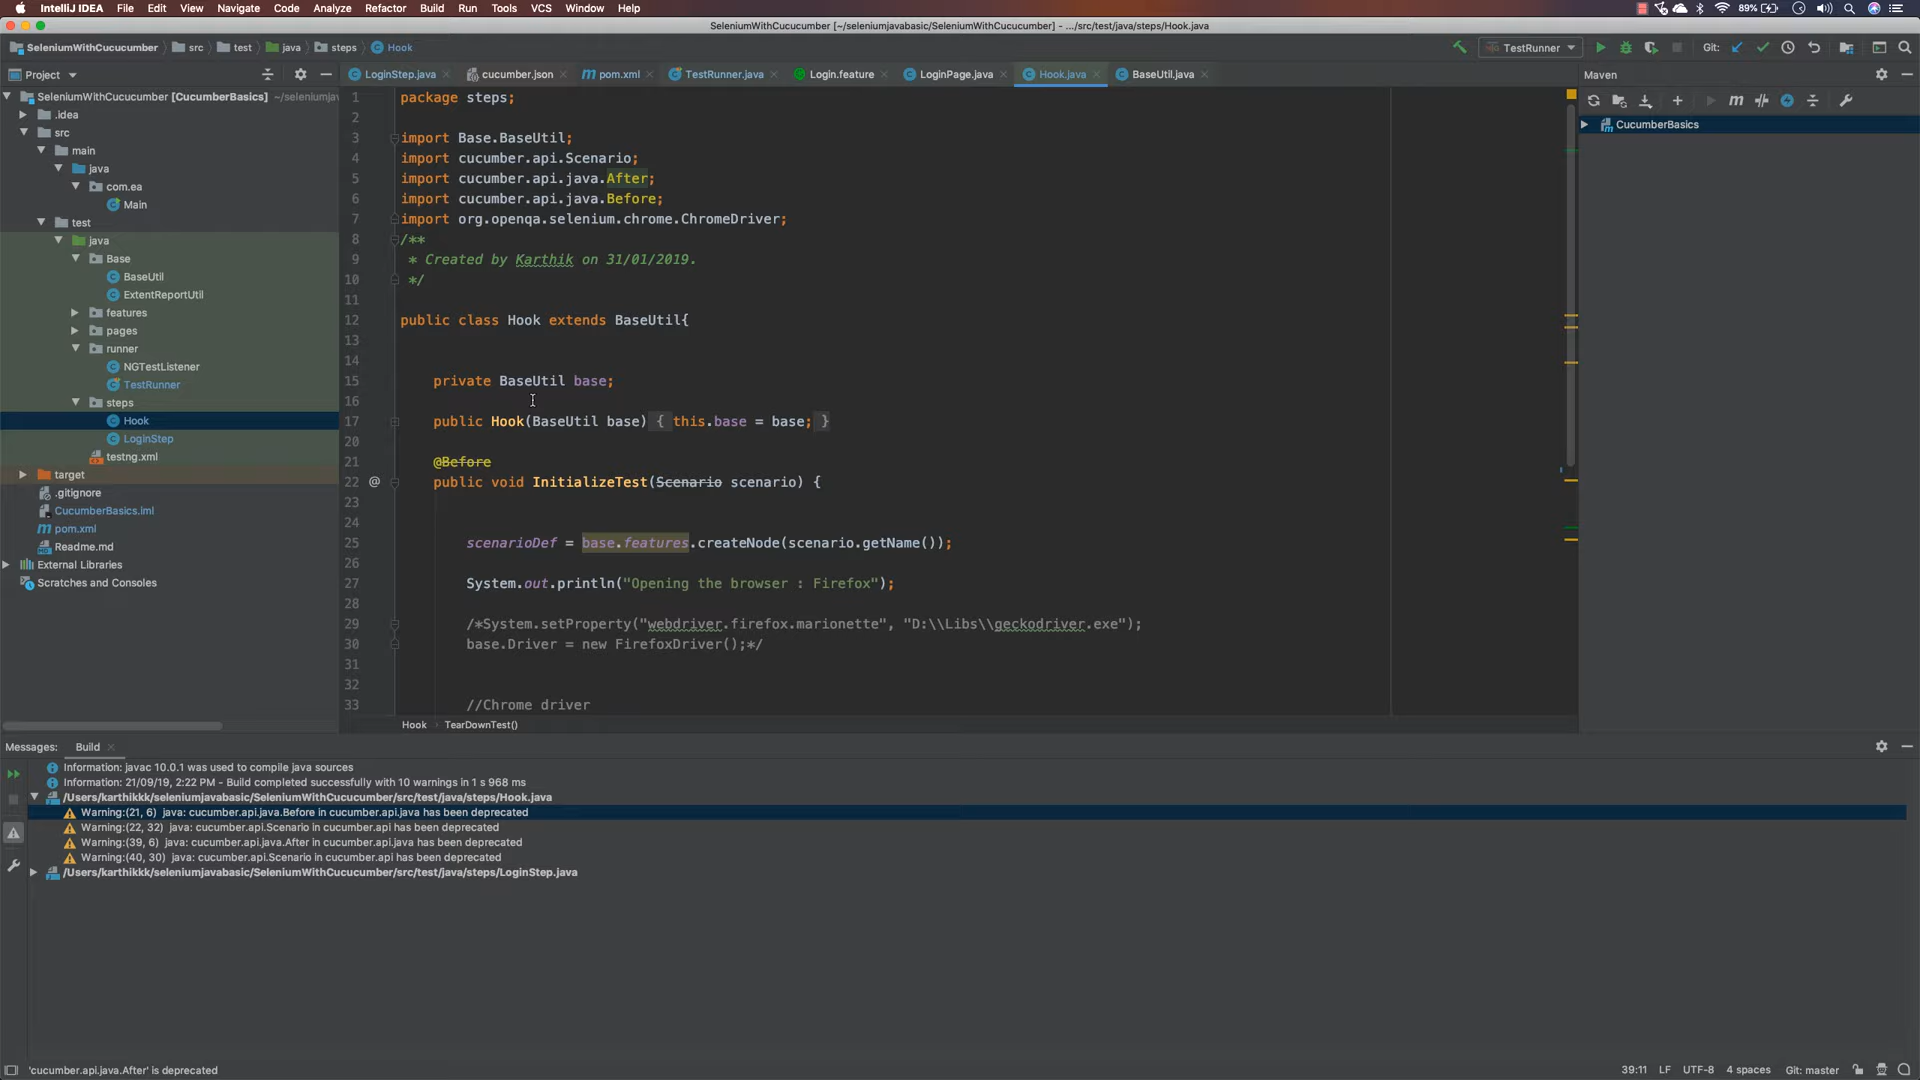 IntelliJ IDEA File Edit View Navigate Code Analyze Refactor Build Run Tools VCS Window Help 89%
SeleniumWithCucucumber [~/seleniumjavabasic/SeleniumWithCucucumber] - .../src/test/java/steps/Hook.java
SeleniumWithCucucumber src test java steps Hook TestRunner Git:
Project
LoginStep.java cucumber.json pom.xml TestRunner.java Login.feature LoginPage.java Hook.java BaseUtil.java
Maven
CucumberBasics
SeleniumWithCucucumber [CucumberBasics] ~/seleniumjav
.idea
src
main
java
com.ea
Main
test
java
Base
BaseUtil
ExtentReportUtil
features
pages
runner
NGTestListener
TestRunner
steps
Hook
LoginStep
testng.xml
target
.gitignore
CucumberBasics.iml
pom.xml
Readme.md
External Libraries
Scratches and Consoles
1 package steps;
2
3 import Base.BaseUtil;
4 import cucumber.api.Scenario;
5 import cucumber.api.java.After;
6 import cucumber.api.java.Before;
7 import org.openqa.selenium.chrome.ChromeDriver;
8 /**
9 * Created by Karthik on 31/01/2019.
10 */
11
12 public class Hook extends BaseUtil{
13
14
15 private BaseUtil base;
16
17 public Hook(BaseUtil base) { this.base = base; }
20
21 @Before
22 @ public void InitializeTest(Scenario scenario) {
23
24
25 scenarioDef = base.features.createNode(scenario.getName());
26
27 System.out.println("Opening the browser : Firefox");
28
29 /*System.setProperty("webdriver.firefox.marionette", "D:\\Libs\\geckodriver.exe");
30 base.Driver = new FirefoxDriver();*/
31
32
33 //Chrome driver
Hook TearDownTest()
Messages: Build
Information: javac 10.0.1 was used to compile java sources
Information: 21/09/19, 2:22 PM - Build completed successfully with 10 warnings in 1 s 968 ms
/Users/karthikkk/seleniumjavabasic/SeleniumWithCucucumber/src/test/java/steps/Hook.java
Warning:(21, 6) java: cucumber.api.java.Before in cucumber.api.java has been deprecated
Warning:(22, 32) java: cucumber.api.Scenario in cucumber.api has been deprecated
Warning:(39, 6) java: cucumber.api.java.After in cucumber.api.java has been deprecated
Warning:(40, 30) java: cucumber.api.Scenario in cucumber.api has been deprecated
/Users/karthikkk/seleniumjavabasic/SeleniumWithCucucumber/src/test/java/steps/LoginStep.java
'cucumber.api.java.After' is deprecated
39:11 LF UTF-8 4 spaces Git: master